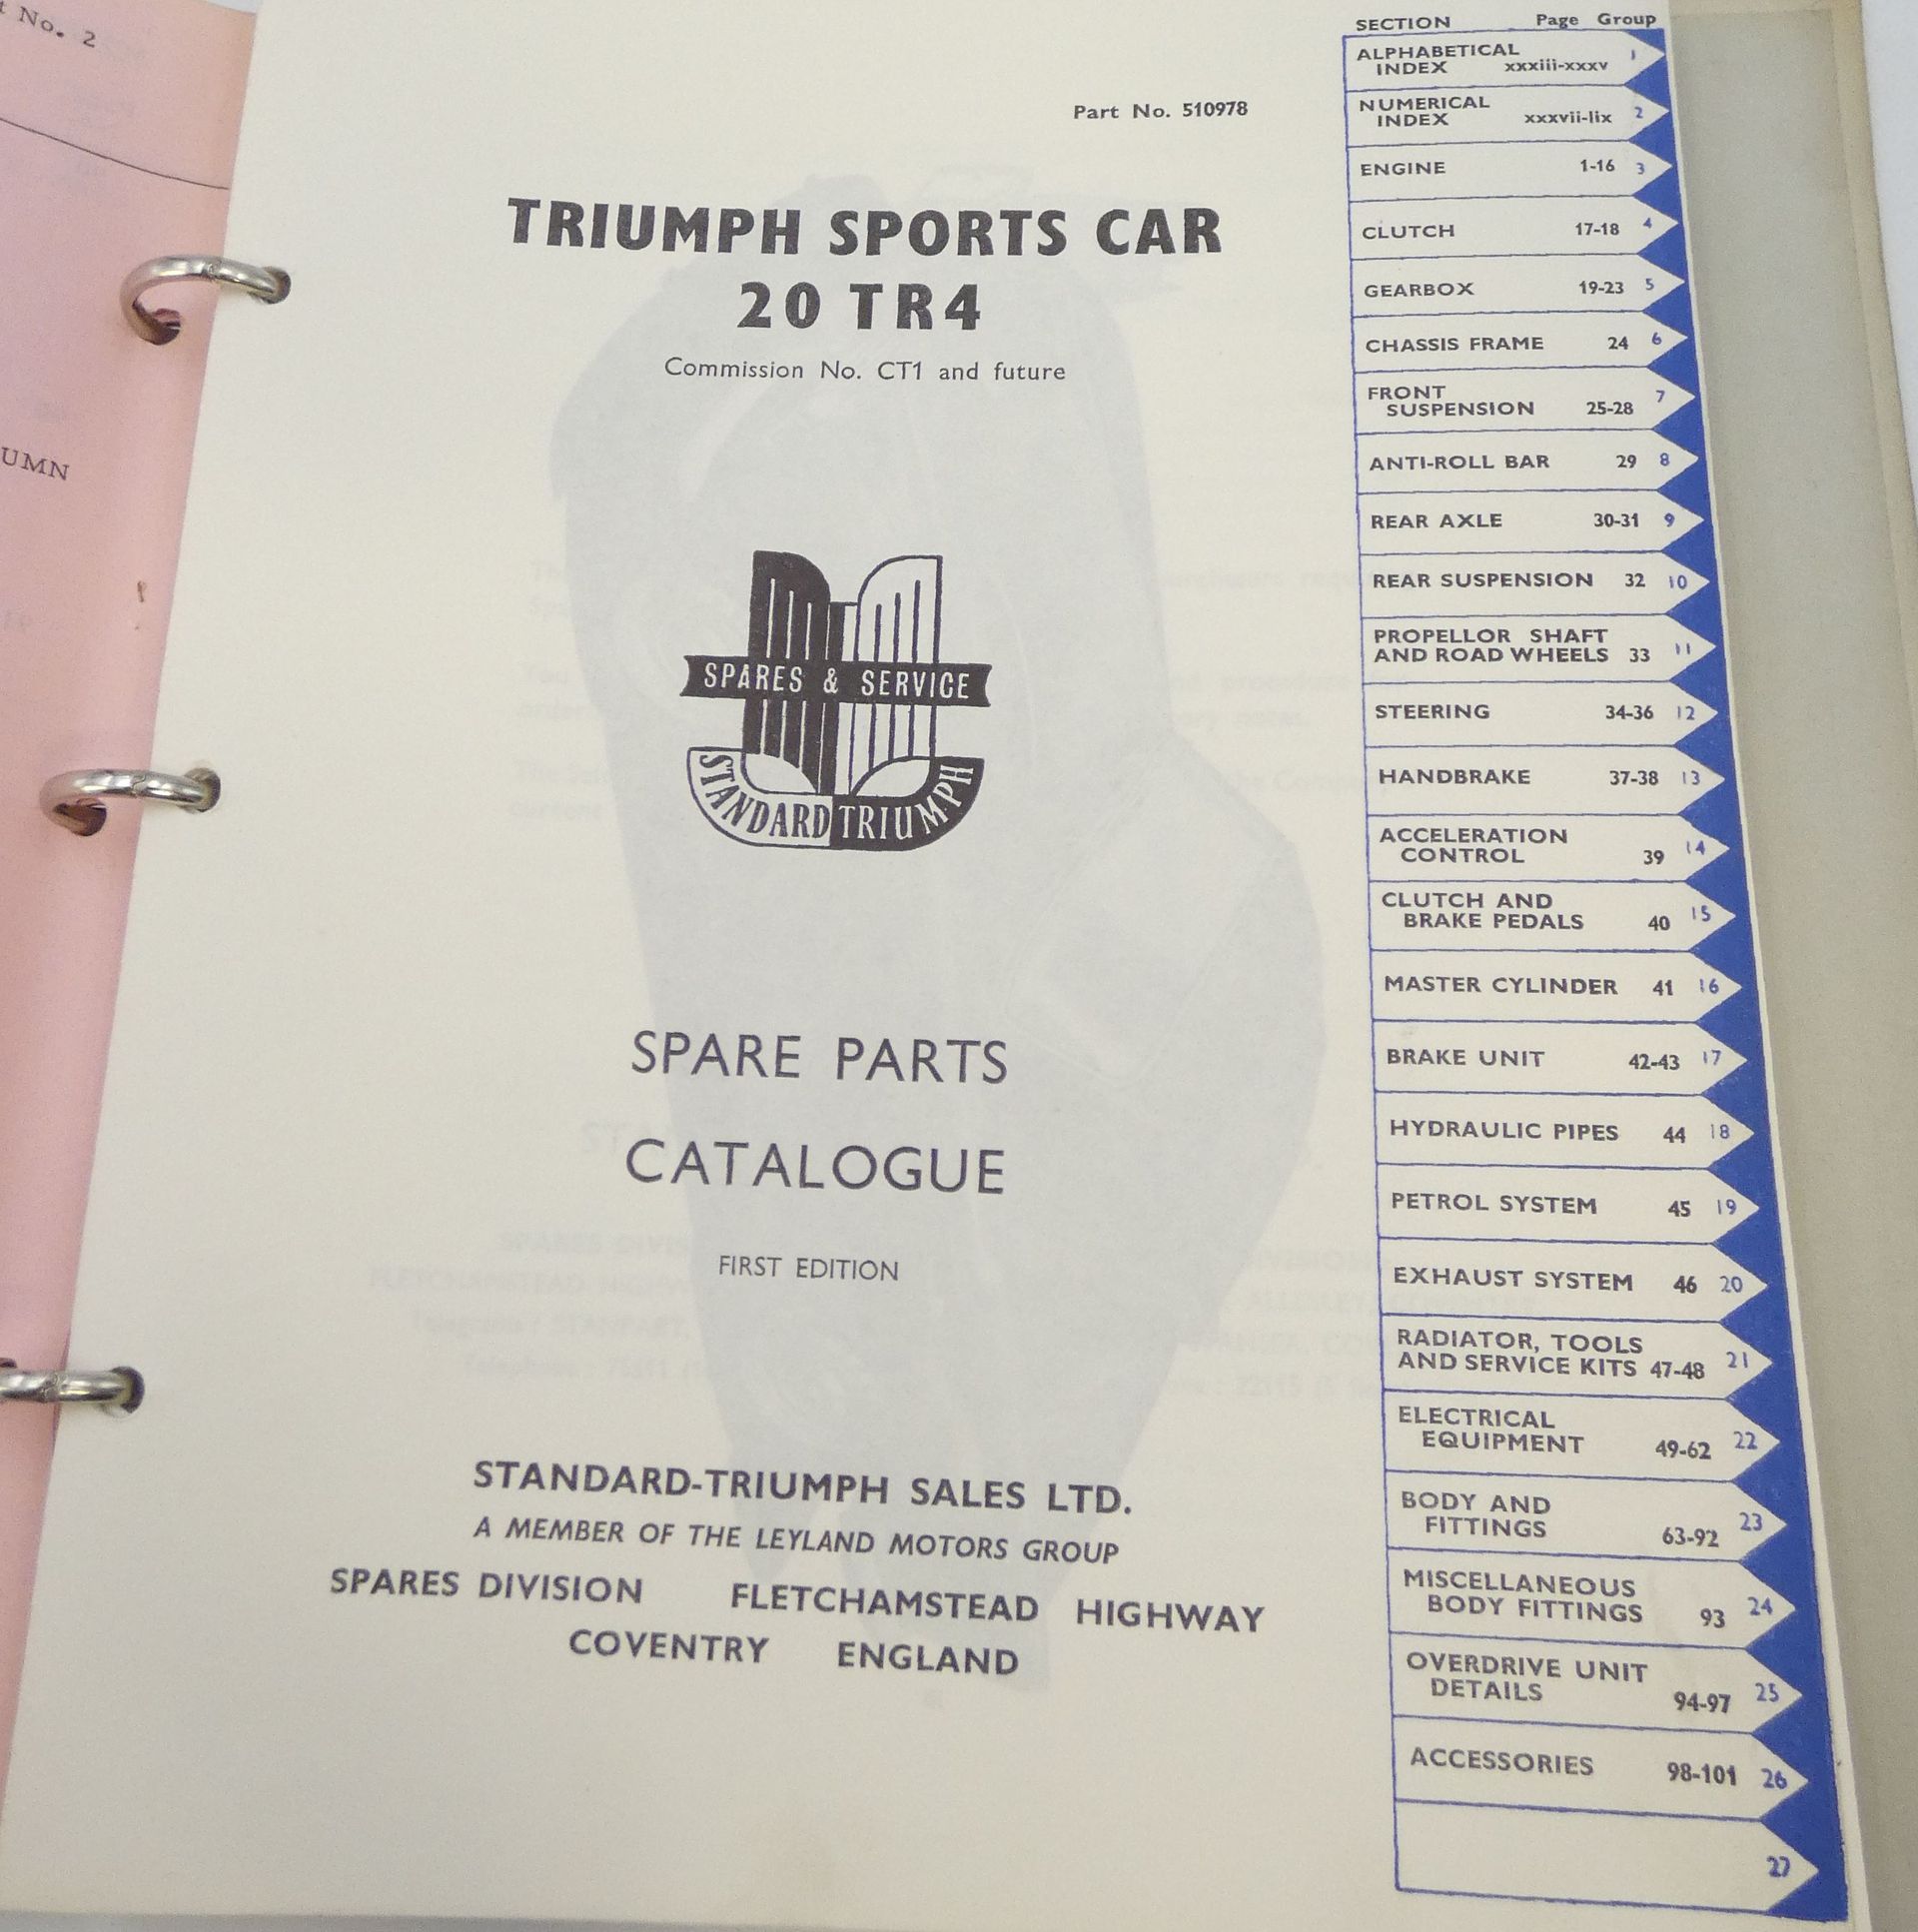 No. 2
UMN
Part No. 510978
TRIUMPH SPORTS CAR
20 TR4
Commission No. CT1 and future
SPARES & SERVICE
STANDARD TRIUMPH
SPARE PARTS
CATALOGUE
FIRST EDITION
STANDARD-TRIUMPH SALES LTD.
A MEMBER OF THE LEYLAND MOTORS GROUP
SPARES DIVISION FLETCHAMSTEAD HIGHWAY
COVENTRY ENGLAND
SECTION Page Group
ALPHABETICAL 1
INDEX xxxiii-xxxv
NUMERICAL
INDEX xxxvii-lix 2
ENGINE 1-16 3
CLUTCH 17-18 4
GEARBOX 19-23 5
CHASSIS FRAME 24 6
FRONT 7
SUSPENSION 25-28
ANTI-ROLL BAR 29 8
REAR AXLE 30-31 9
REAR SUSPENSION 32 10
PROPELLOR SHAFT
AND ROAD WHEELS 33 11
STEERING 34-36 12
HANDBRAKE 37-38 13
ACCELERATION
CONTROL 39 14
CLUTCH AND
BRAKE PEDALS 40 15
MASTER CYLINDER 41 16
BRAKE UNIT 42-43 17
HYDRAULIC PIPES 44 18
PETROL SYSTEM 45 19
EXHAUST SYSTEM 46 20
RADIATOR, TOOLS
AND SERVICE KITS 47-48 21
ELECTRICAL
EQUIPMENT 49-62 22
BODY AND
FITTINGS 63-92 23
MISCELLANEOUS
BODY FITTINGS 93 24
OVERDRIVE UNIT
DETAILS 94-97 25
ACCESSORIES 98-101 26
27